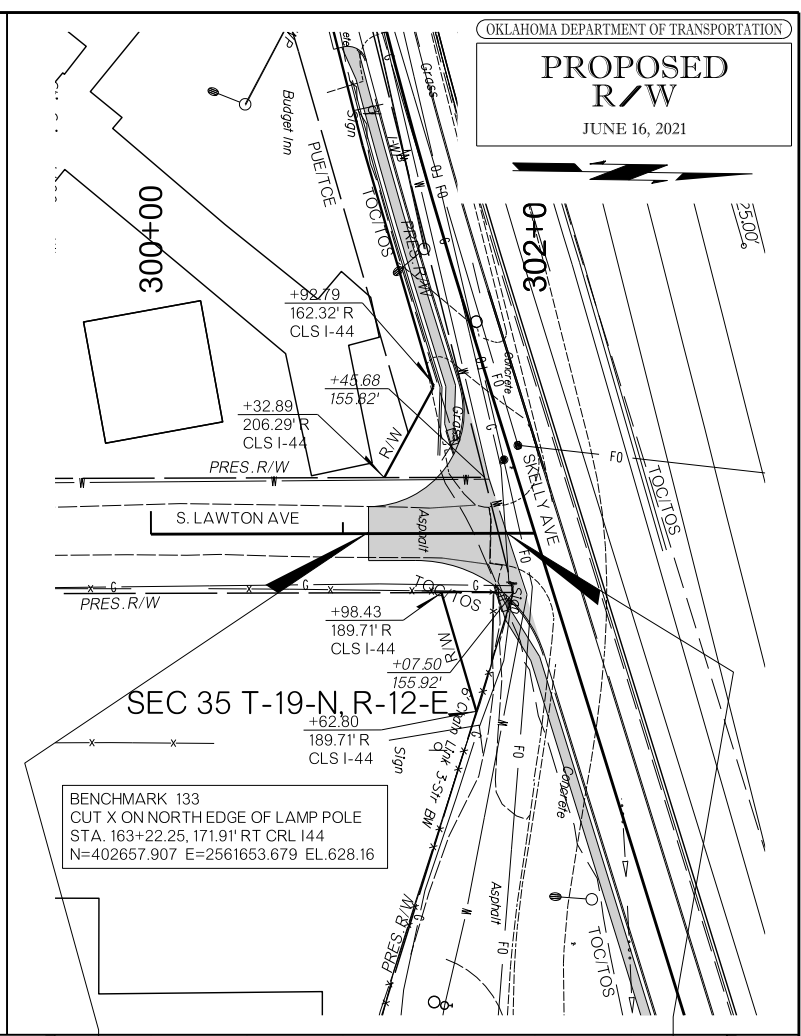 OKLAHOMA DEPARTMENT OF TRANSPORTATION
PROPOSED
R/W
JUNE 16, 2021
Grass
Sign
Budget Inn
PUE/TCE
TOC/TOS
PRES. R/W
W
FO
G
300+00
302+0
25.00'
+92.79
162.32' R
CLS I-44
+45.68
155.82'
+32.89
206.29' R
CLS I-44
R/W
Concrete
Grass
PRES. R/W
W
W
W
FO
SKELLY AVE
TOC/TOS
S. LAWTON AVE
Asphalt
FO
X
G
G
G
TOC/TOS
PRES. R/W
+98.43
189.71' R
CLS I-44
R/W
+07.50
155.92'
SEC 35 T-19-N, R-12-E
+62.80
189.71' R
CLS I-44
Sign
6' Chain Link 3-Str BW
FO
Concrete
BENCHMARK 133
CUT X ON NORTH EDGE OF LAMP POLE
STA. 163+22.25, 171.91' RT CRL I44
N=402657.907 E=2561653.679 EL.628.16
PRES. R/W
G
Asphalt
FO
TOC/TOS